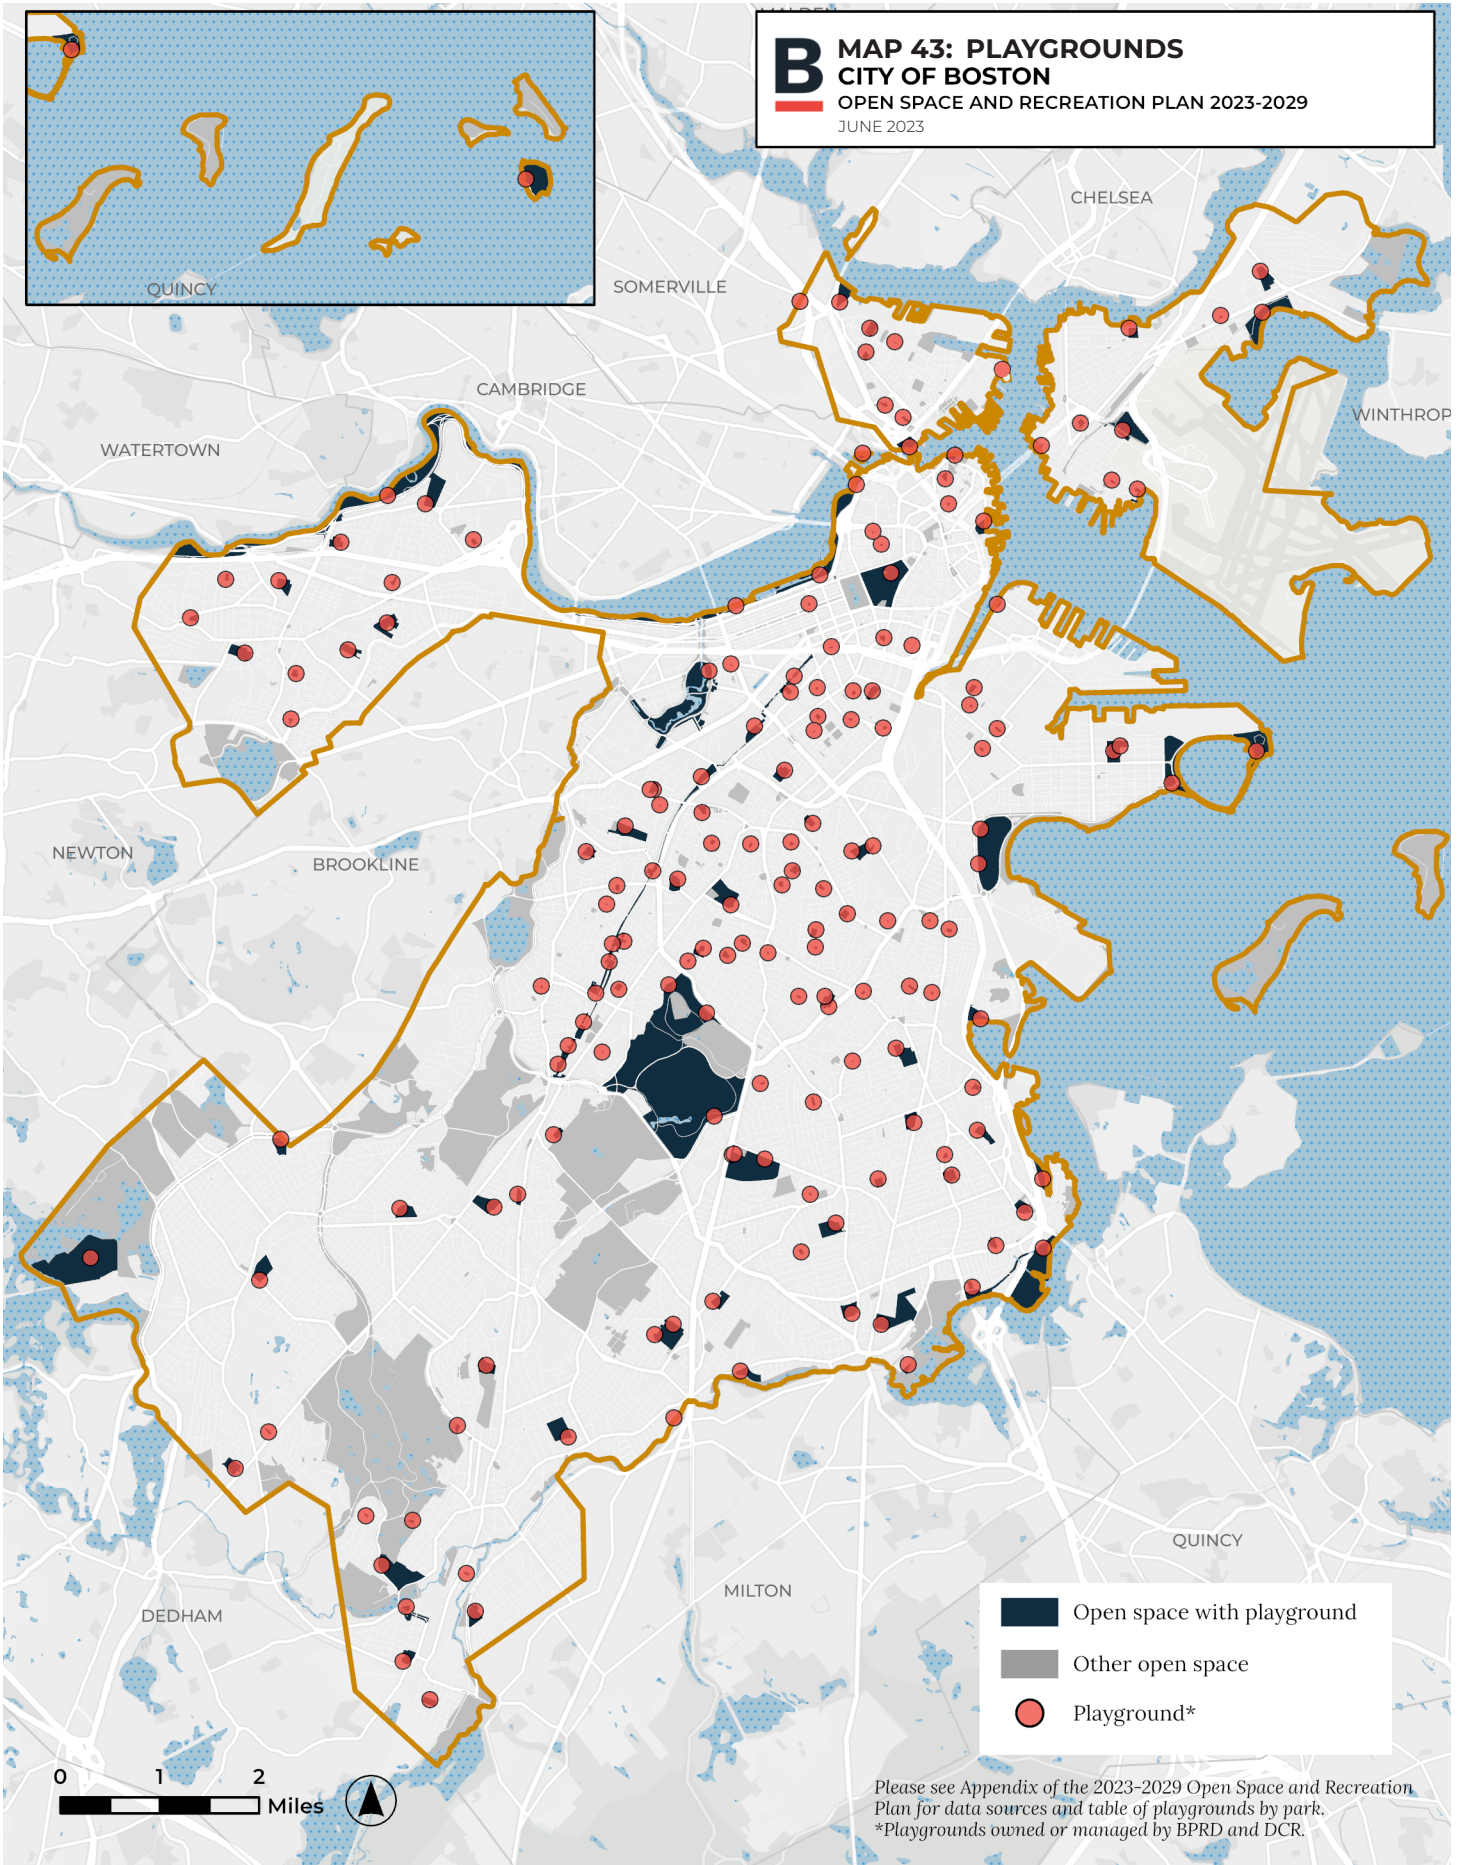 MALDEN
B
MAP 43: PLAYGROUNDS
CITY OF BOSTON
OPEN SPACE AND RECREATION PLAN 2023-2029
JUNE 2023
CHELSEA
QUINCY
SOMERVILLE
CAMBRIDGE
WINTHROP
WATERTOWN
NEWTON
BROOKLINE
QUINCY
MILTON
DEDHAM
Open space with playground
Other open space
Playground*
0 1 2
Miles
Please see Appendix of the 2023-2029 Open Space and Recreation
Plan for data sources and table of playgrounds by park.
*Playgrounds owned or managed by BPRD and DCR.